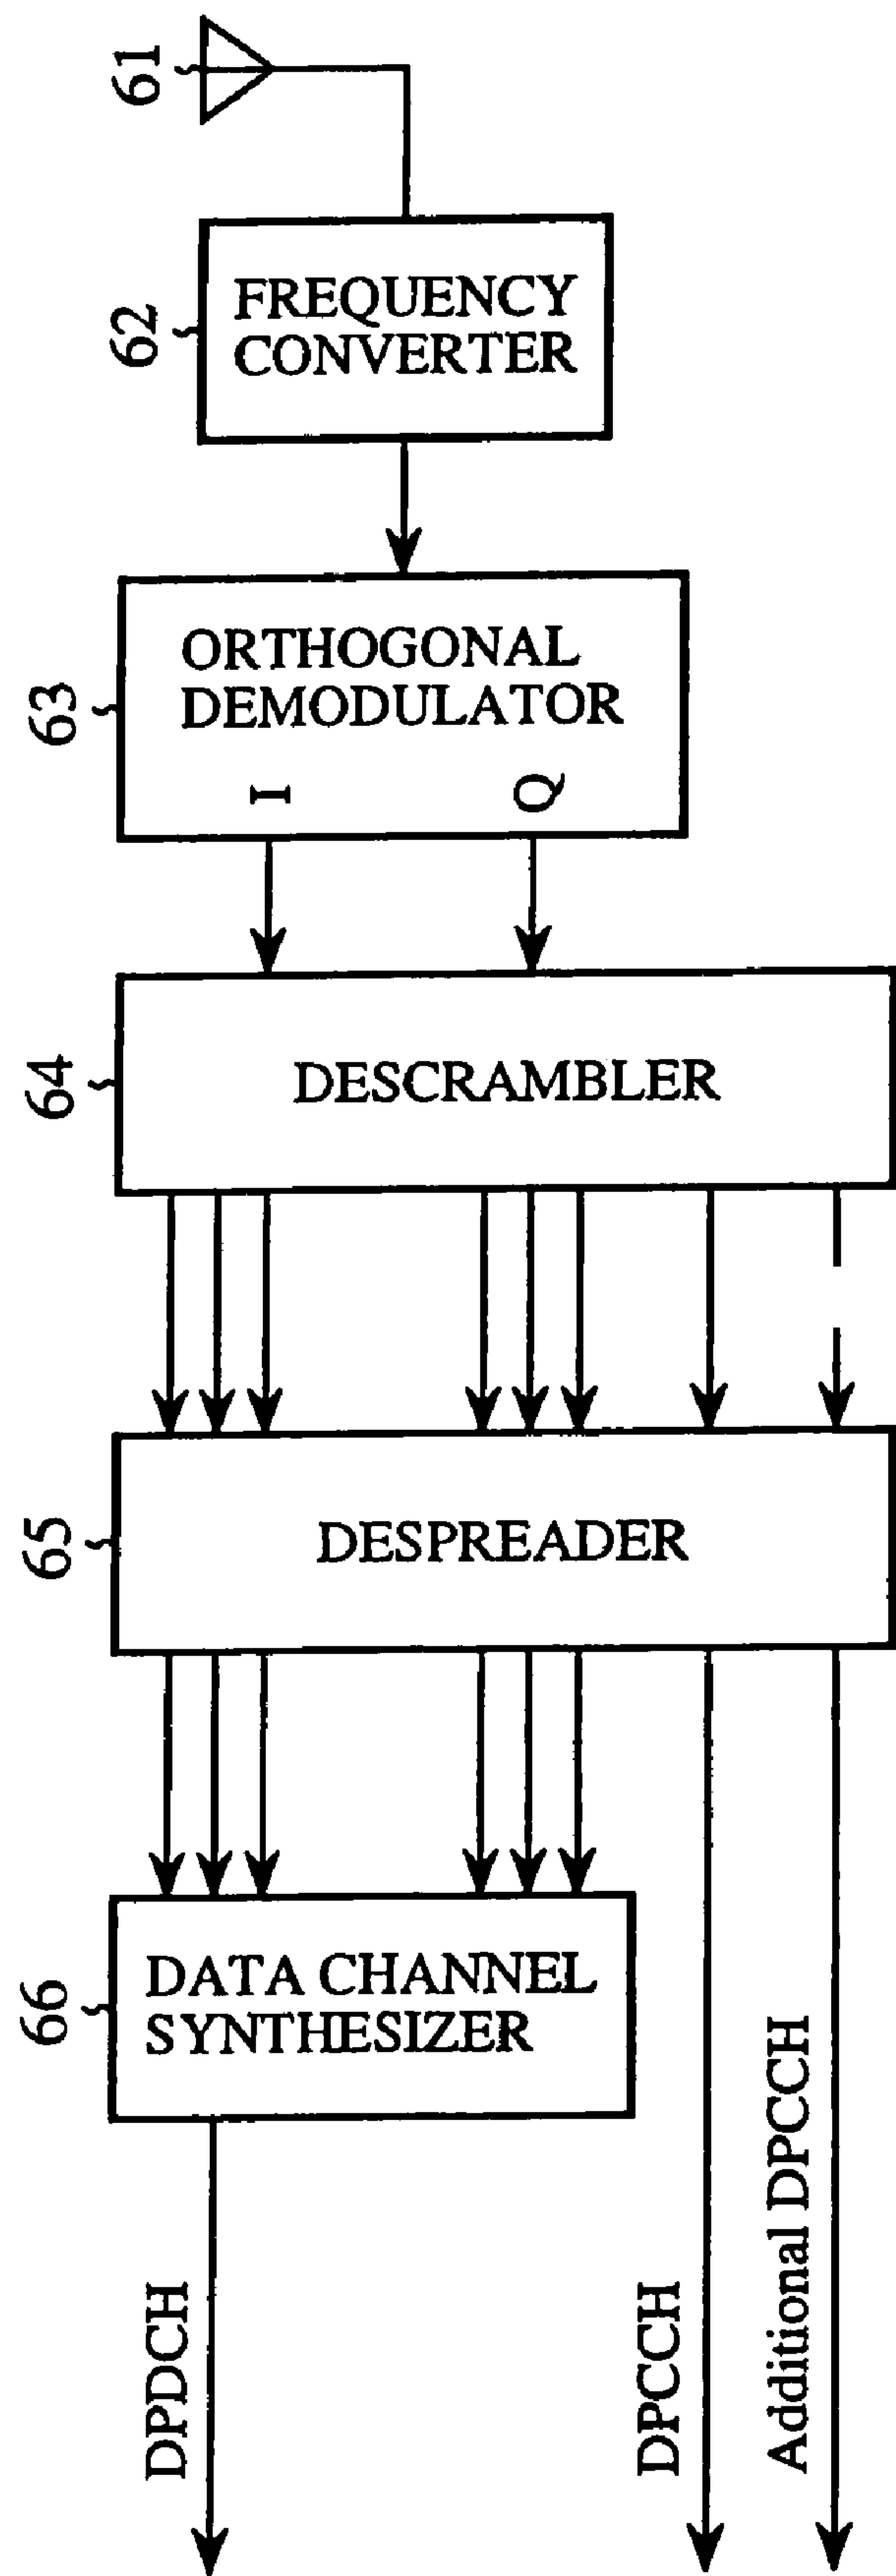 61
62
FREQUENCY
CONVERTER
63
ORTHOGONAL
DEMODULATOR
I
Q
64
DESCRAMBLER
65
DESPREADER
66
DATA CHANNEL
SYNTHESIZER
DPDCH
DPCCH
Additional DPCCH